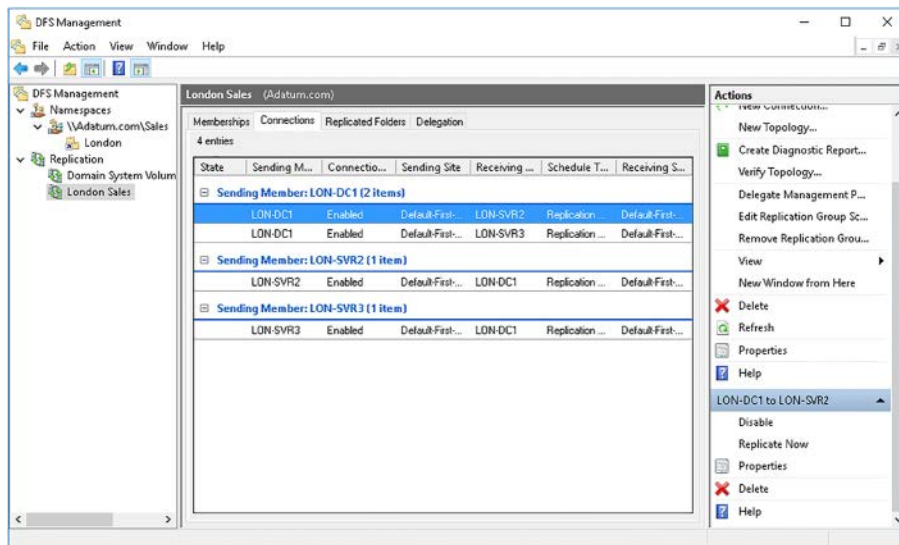 DFS Management
File Action View Window Help
DFS Management
Namespaces
\\Adatum.com\Sales
London
Replication
Domain System Volum
London Sales
London Sales (Adatum.com)
Memberships Connections Replicated Folders Delegation
4 entries
State Sending M... Connectio... Sending Site Receiving ... Schedule T... Receiving S...
Sending Member: LON-DC1 (2 items)
LON-DC1 Enabled Default-First-... LON-SVR2 Replication ... Default-First-...
LON-DC1 Enabled Default-First-... LON-SVR3 Replication ... Default-First-...
Sending Member: LON-SVR2 (1 item)
LON-SVR2 Enabled Default-First-... LON-DC1 Replication ... Default-First-...
Sending Member: LON-SVR3 (1 item)
LON-SVR3 Enabled Default-First-... LON-DC1 Replication ... Default-First-...
Actions
New Connection...
New Topology...
Create Diagnostic Report...
Verify Topology...
Delegate Management P...
Edit Replication Group Sc...
Remove Replication Grou...
View
New Window from Here
Delete
Refresh
Properties
Help
LON-DC1 to LON-SVR2
Disable
Replicate Now
Properties
Delete
Help